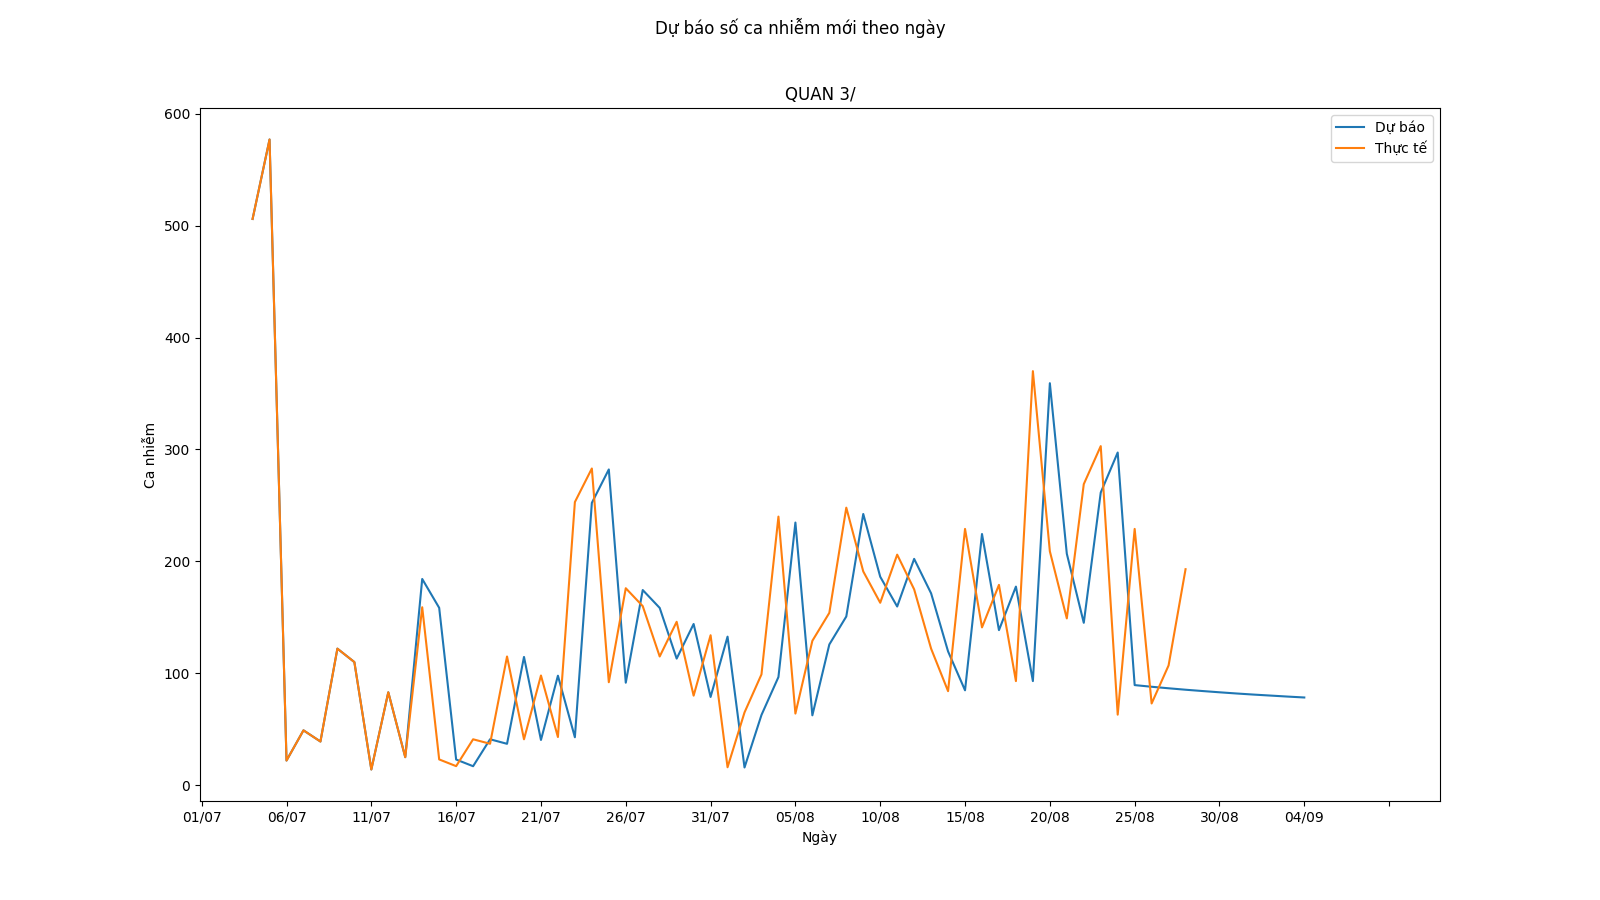 Dự báo số ca nhiễm mới theo ngày
QUAN 3/
Dự báo
Thực tế
Ca nhiễm
600
500
400
300
200
100
0
01/07 06/07 11/07 16/07 21/07 26/07 31/07 05/08 10/08 15/08 20/08 25/08 30/08 04/09
Ngày